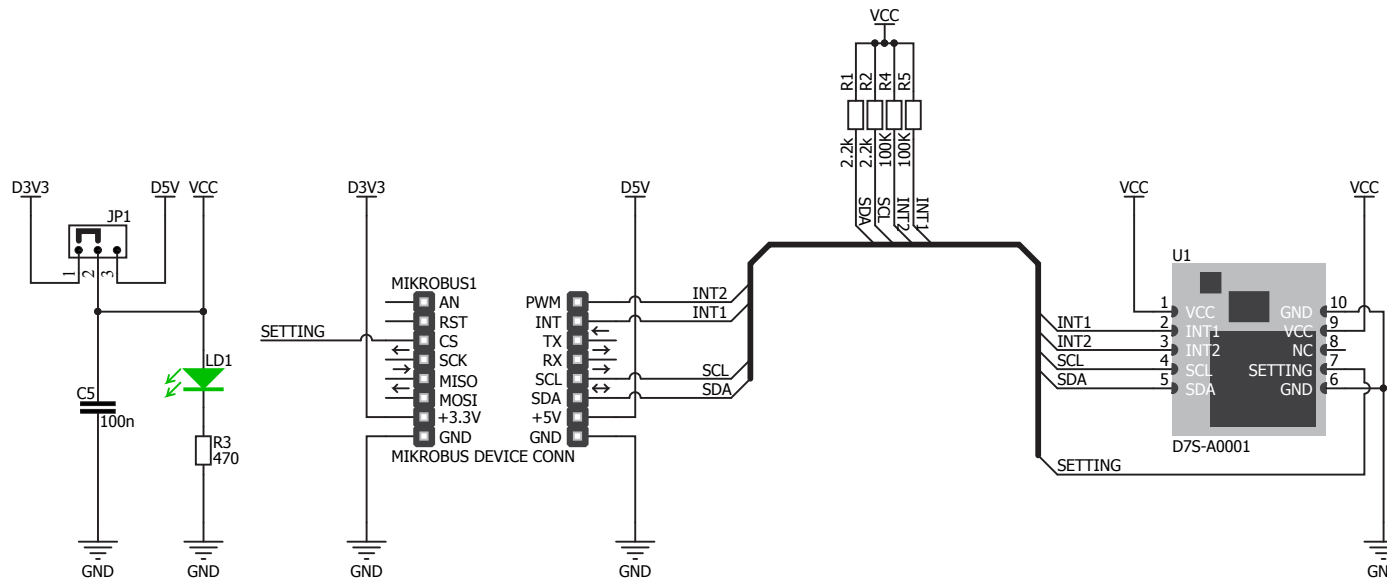 VCC
R1
R2
R4
R5
2.2k
2.2k
100K
100K
SDA
SCL
INT2
INT1
D3V3
D5V
VCC
JP1
1
2
3
LD1
C5
100n
R3
470
GND
GND
D3V3
D5V
MIKROBUS1
AN
RST
CS
SCK
MISO
MOSI
+3.3V
GND
PWM
INT
TX
RX
SCL
SDA
+5V
GND
MIKROBUS DEVICE CONN
SETTING
INT2
INT1
SCL
SDA
GND
GND
VCC
VCC
U1
1 VCC
2 INT1
3 INT2
4 SCL
5 SDA
GND 10
VCC 9
NC 8
SETTING 7
GND 6
D7S-A0001
INT1
INT2
SCL
SDA
SETTING